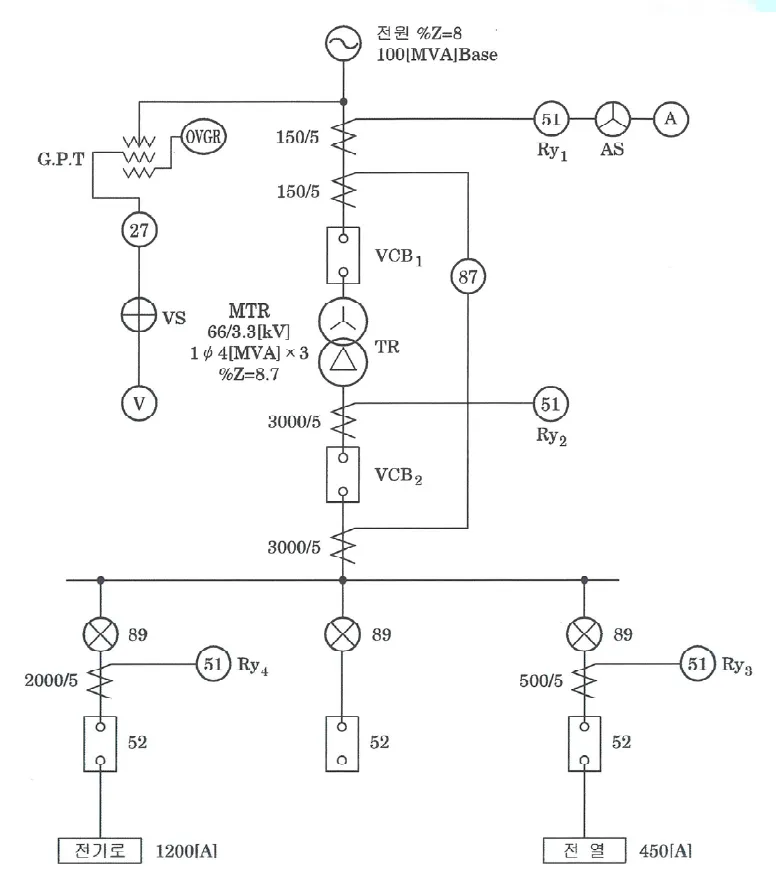 전원 %Z=8
100[MVA]Base
150/5
51
A
Ry1
AS
OVGR
G.P.T
150/5
27
VCB1
87
VS
MTR
66/3.3[kV]
1ϕ 4[MVA]×3
%Z=8.7
TR
V
3000/5
51
Ry2
VCB2
3000/5
89
89
89
51
Ry4
51
Ry3
2000/5
500/5
52
52
52
전기로
1200[A]
전 열
450[A]